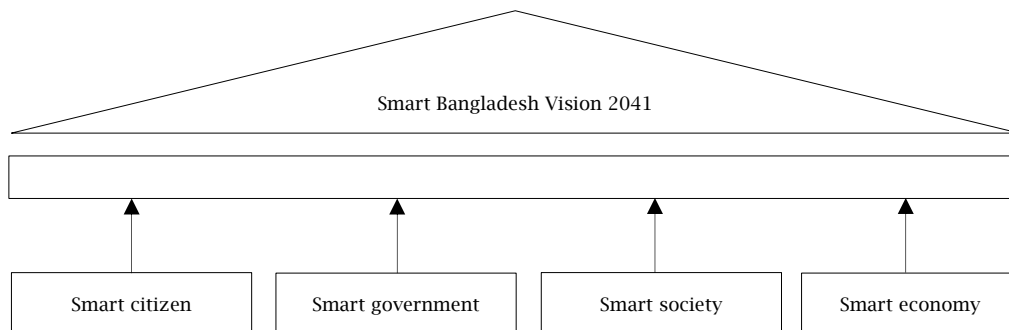 Smart Bangladesh Vision 2041
Smart citizen
Smart government
Smart society
Smart economy